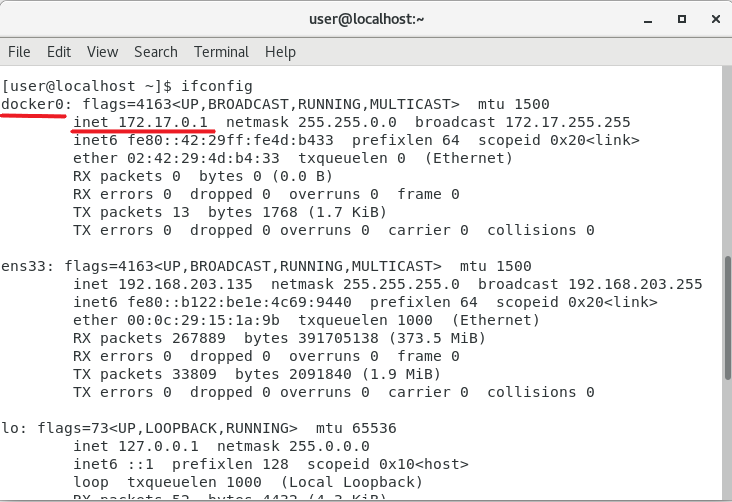 user@localhost:~
File Edit View Search Terminal Help
[user@localhost ~]$ ifconfig
docker0: flags=4163<UP,BROADCAST,RUNNING,MULTICAST>  mtu 1500
        inet 172.17.0.1  netmask 255.255.0.0  broadcast 172.17.255.255
        inet6 fe80::42:29ff:fe4d:b433  prefixlen 64  scopeid 0x20<link>
        ether 02:42:29:4d:b4:33  txqueuelen 0  (Ethernet)
        RX packets 0  bytes 0 (0.0 B)
        RX errors 0  dropped 0  overruns 0  frame 0
        TX packets 13  bytes 1768 (1.7 KiB)
        TX errors 0  dropped 0 overruns 0  carrier 0  collisions 0

ens33: flags=4163<UP,BROADCAST,RUNNING,MULTICAST>  mtu 1500
        inet 192.168.203.135  netmask 255.255.255.0  broadcast 192.168.203.255
        inet6 fe80::b122:be1e:4c69:9440  prefixlen 64  scopeid 0x20<link>
        ether 00:0c:29:15:1a:9b  txqueuelen 1000  (Ethernet)
        RX packets 267889  bytes 391705138 (373.5 MiB)
        RX errors 0  dropped 0  overruns 0  frame 0
        TX packets 33809  bytes 2091840 (1.9 MiB)
        TX errors 0  dropped 0 overruns 0  carrier 0  collisions 0

lo: flags=73<UP,LOOPBACK,RUNNING>  mtu 65536
        inet 127.0.0.1  netmask 255.0.0.0
        inet6 ::1  prefixlen 128  scopeid 0x10<host>
        loop  txqueuelen 1000  (Local Loopback)
        RX packets 52  bytes 4432 (4.3 KiB)